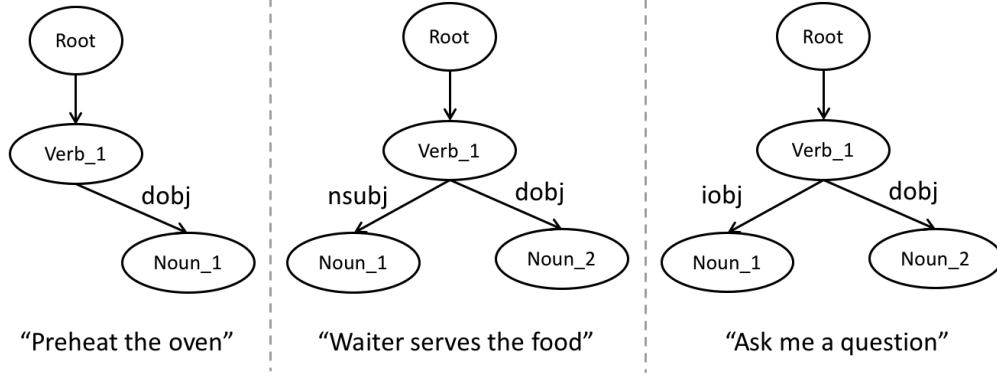 Root
Verb_1
dobj
Noun_1
“Preheat the oven”
Root
Verb_1
nsubj
dobj
Noun_1
Noun_2
“Waiter serves the food”
Root
Verb_1
iobj
dobj
Noun_1
Noun_2
“Ask me a question”